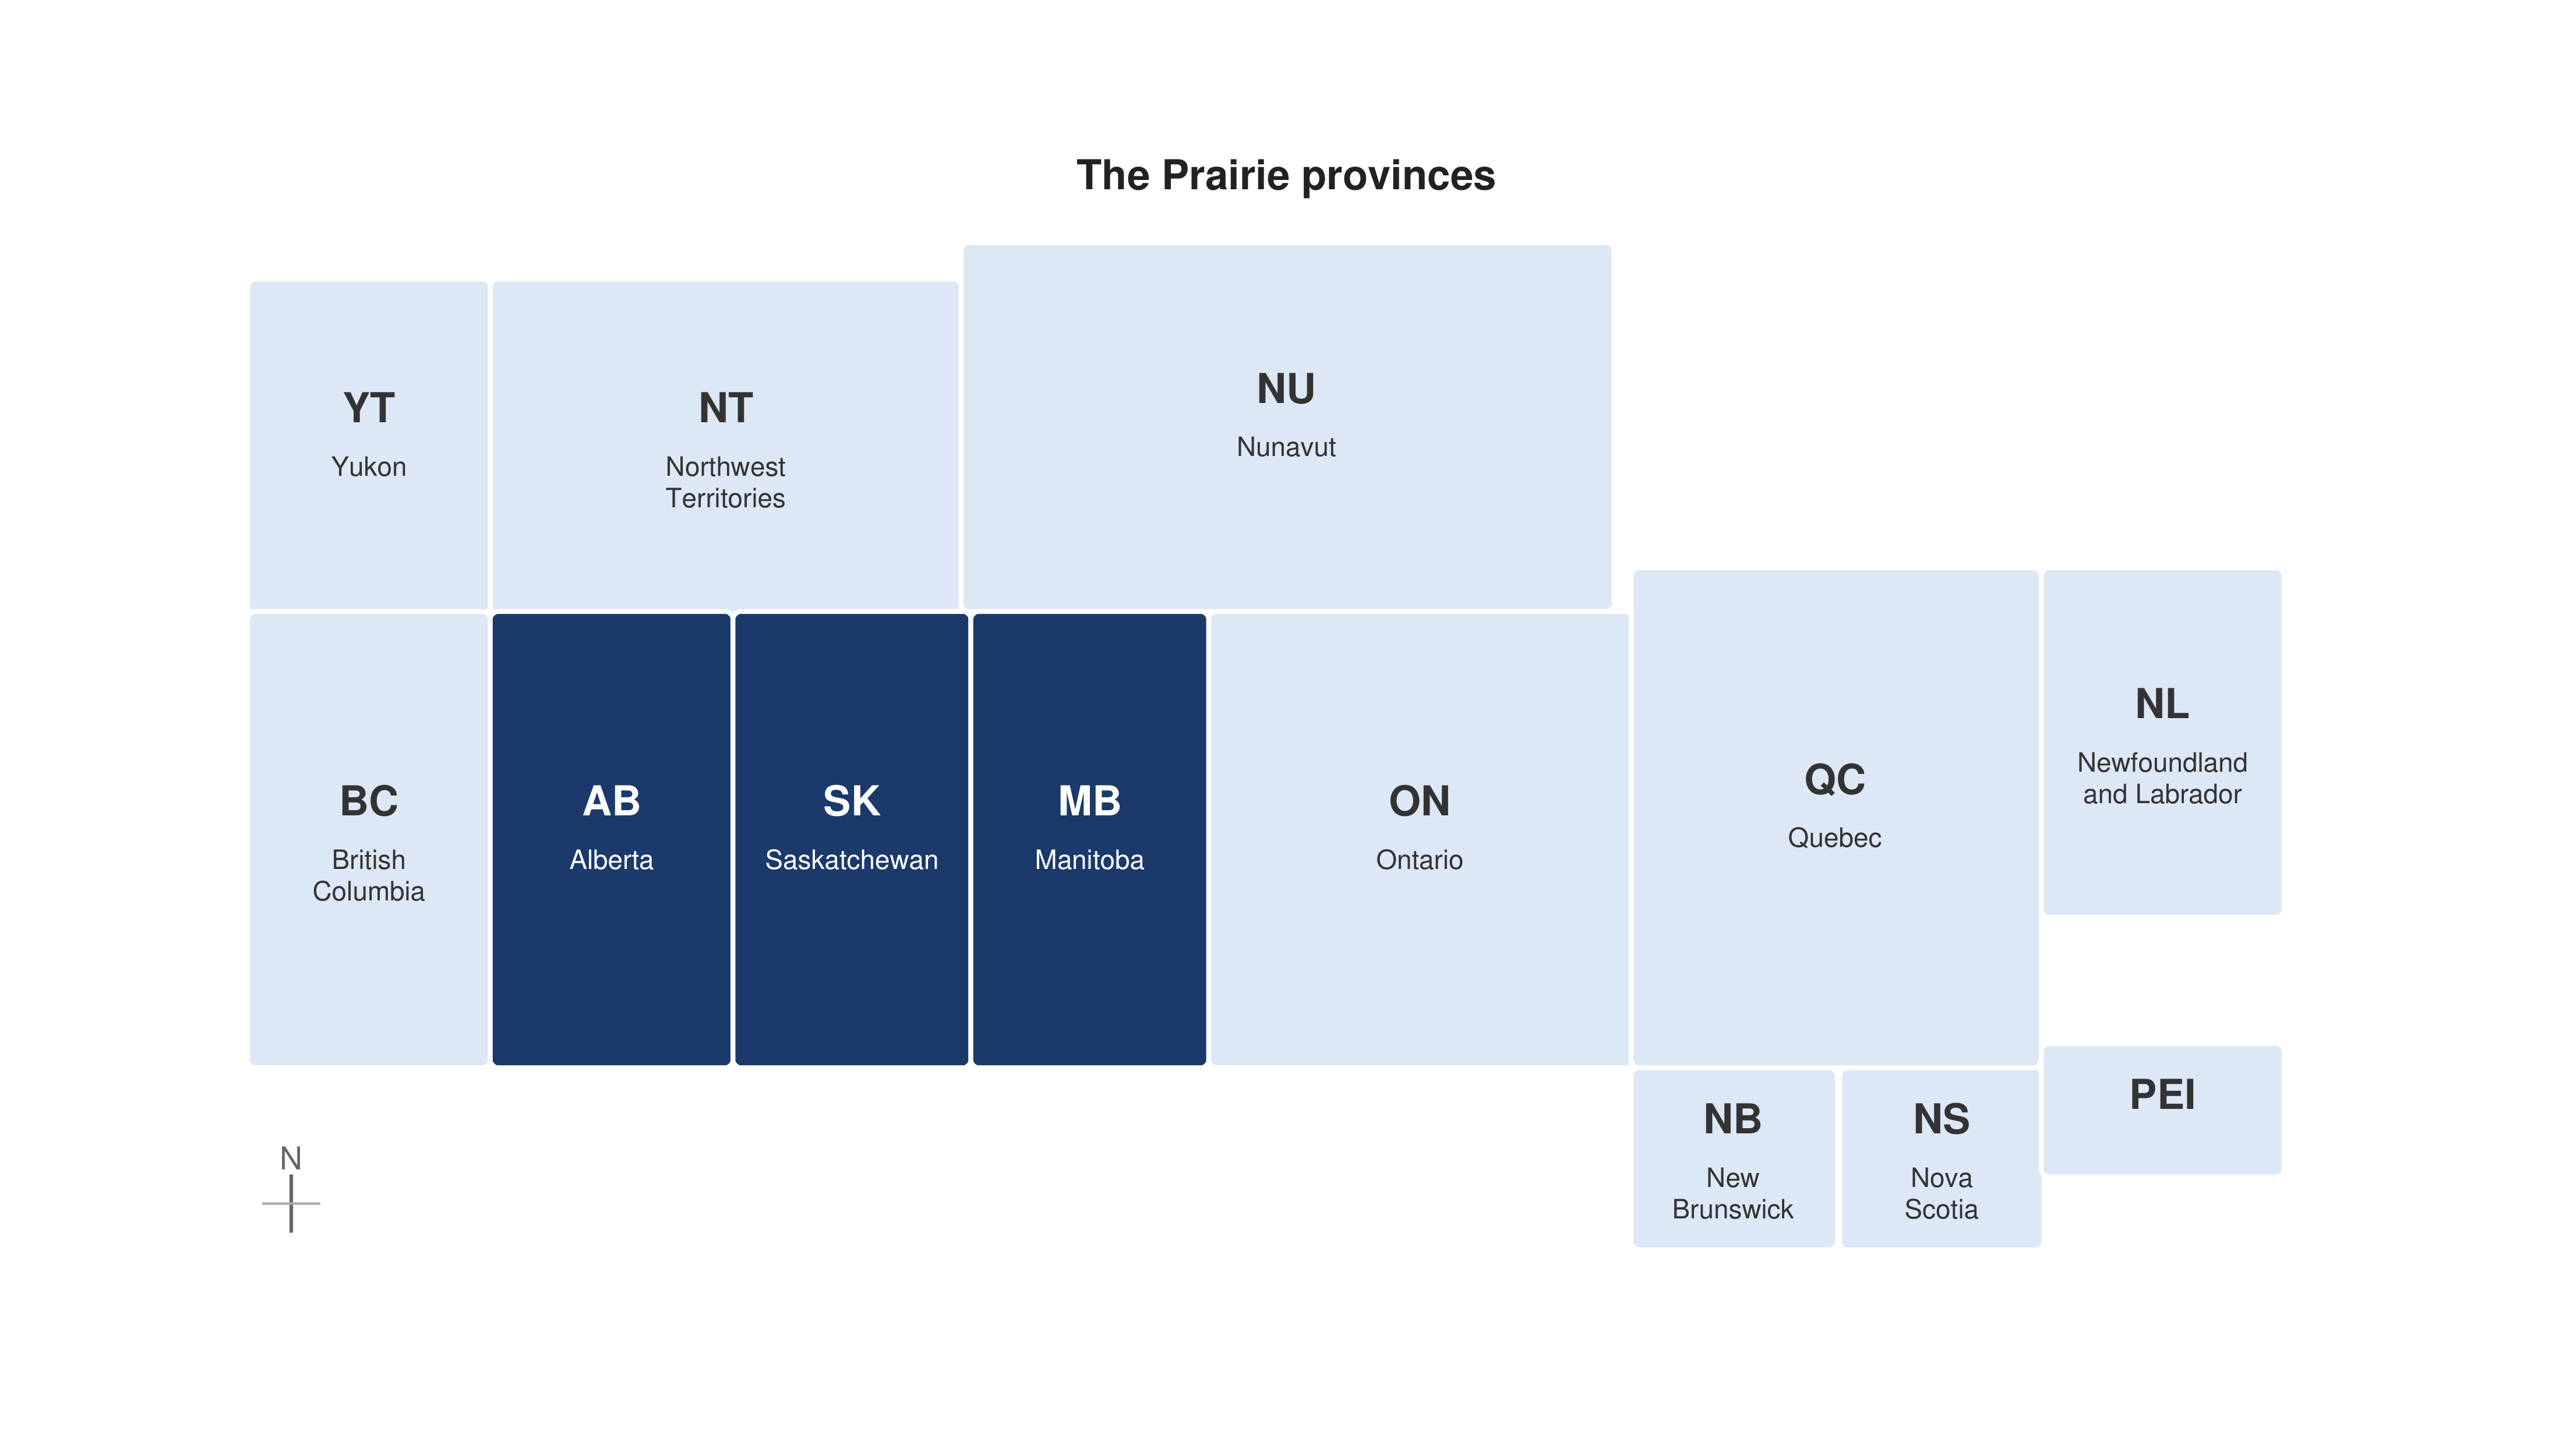 The Prairie provinces
YT
Yukon
NT
Northwest
Territories
NU
Nunavut
BC
British
Columbia
AB
Alberta
SK
Saskatchewan
MB
Manitoba
ON
Ontario
QC
Quebec
NL
Newfoundland
and Labrador
NB
New
Brunswick
NS
Nova
Scotia
PEI
N